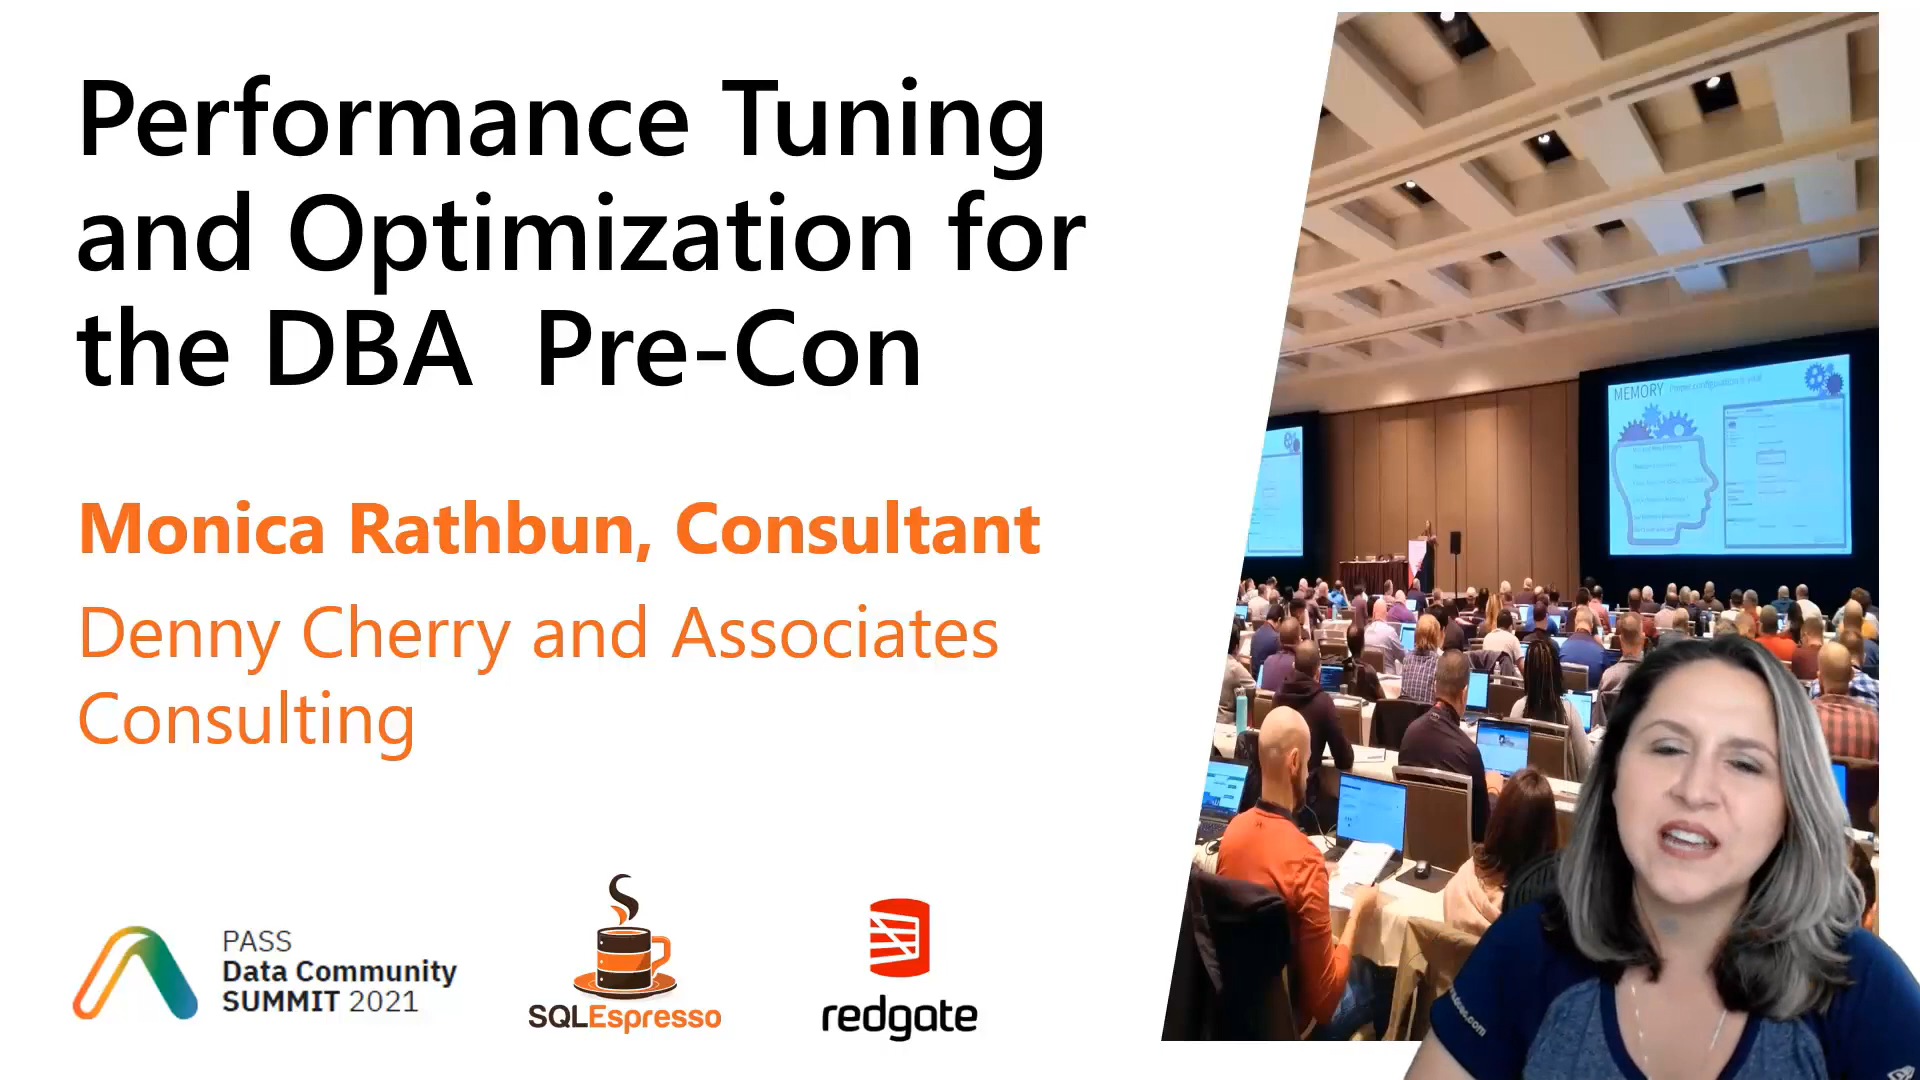 Performance Tuning
and Optimization for
the DBA  Pre-Con
Monica Rathbun, Consultant
Denny Cherry and Associates
Consulting
MEMORY
PASS
Data Community
SUMMIT 2021
SQLEspresso
redgate